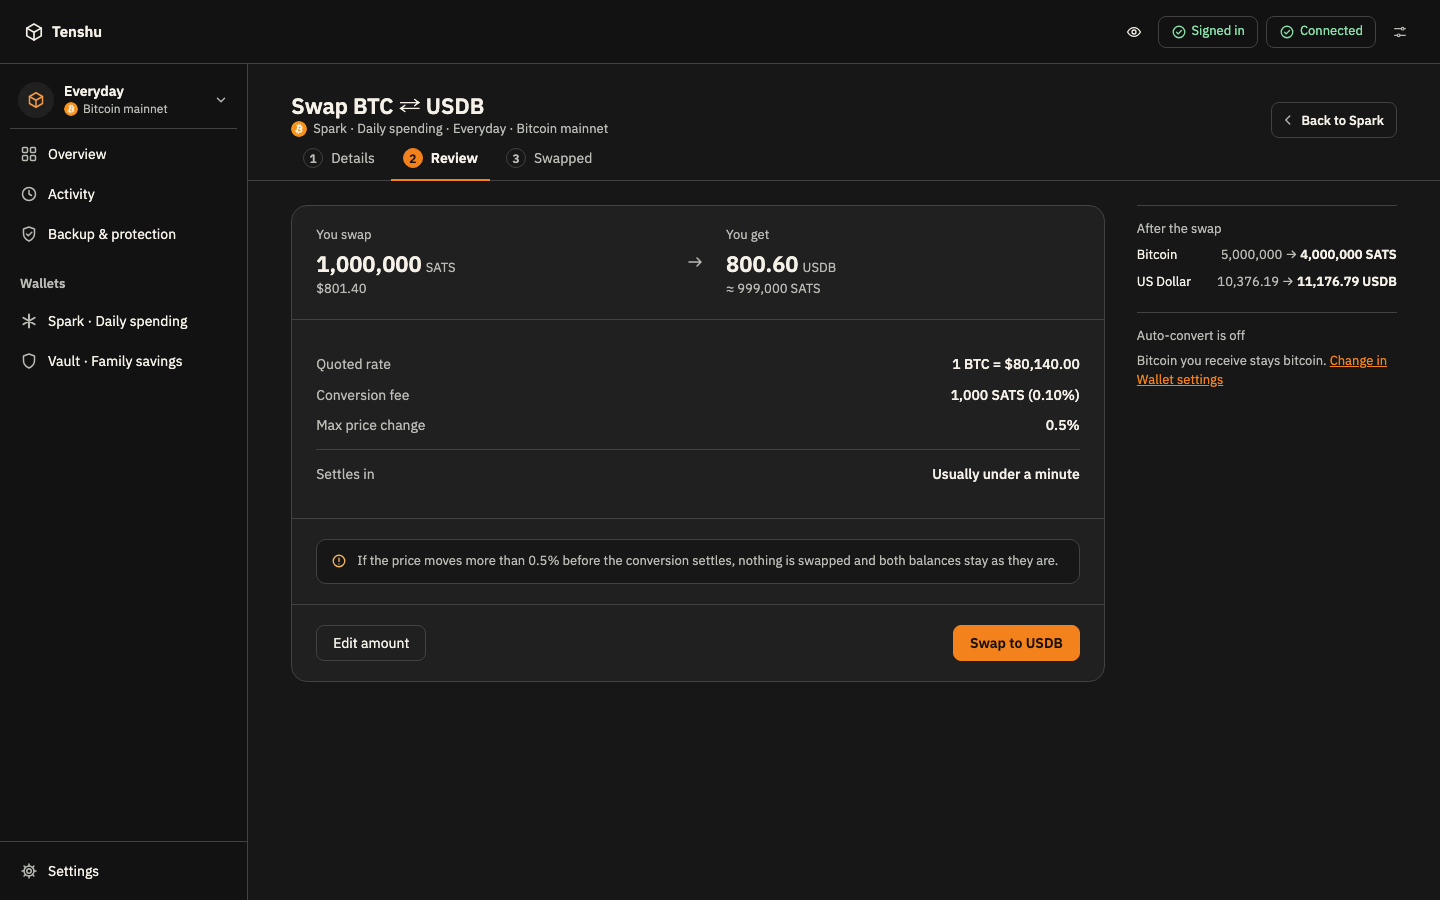 Tenshu
Signed in
Connected
Everyday
Bitcoin mainnet
Overview
Activity
Backup & protection
Wallets
Spark · Daily spending
Vault · Family savings
Settings
Swap BTC ⇄ USDB
Spark · Daily spending · Everyday · Bitcoin mainnet
Back to Spark
1 Details
2 Review
3 Swapped
You swap
1,000,000 SATS
$801.40
→
You get
800.60 USDB
≈ 999,000 SATS
Quoted rate 1 BTC = $80,140.00
Conversion fee 1,000 SATS (0.10%)
Max price change 0.5%
Settles in Usually under a minute
If the price moves more than 0.5% before the conversion settles, nothing is swapped and both balances stay as they are.
Edit amount
Swap to USDB
After the swap
Bitcoin 5,000,000 → 4,000,000 SATS
US Dollar 10,376.19 → 11,176.79 USDB
Auto-convert is off
Bitcoin you receive stays bitcoin. Change in
Wallet settings